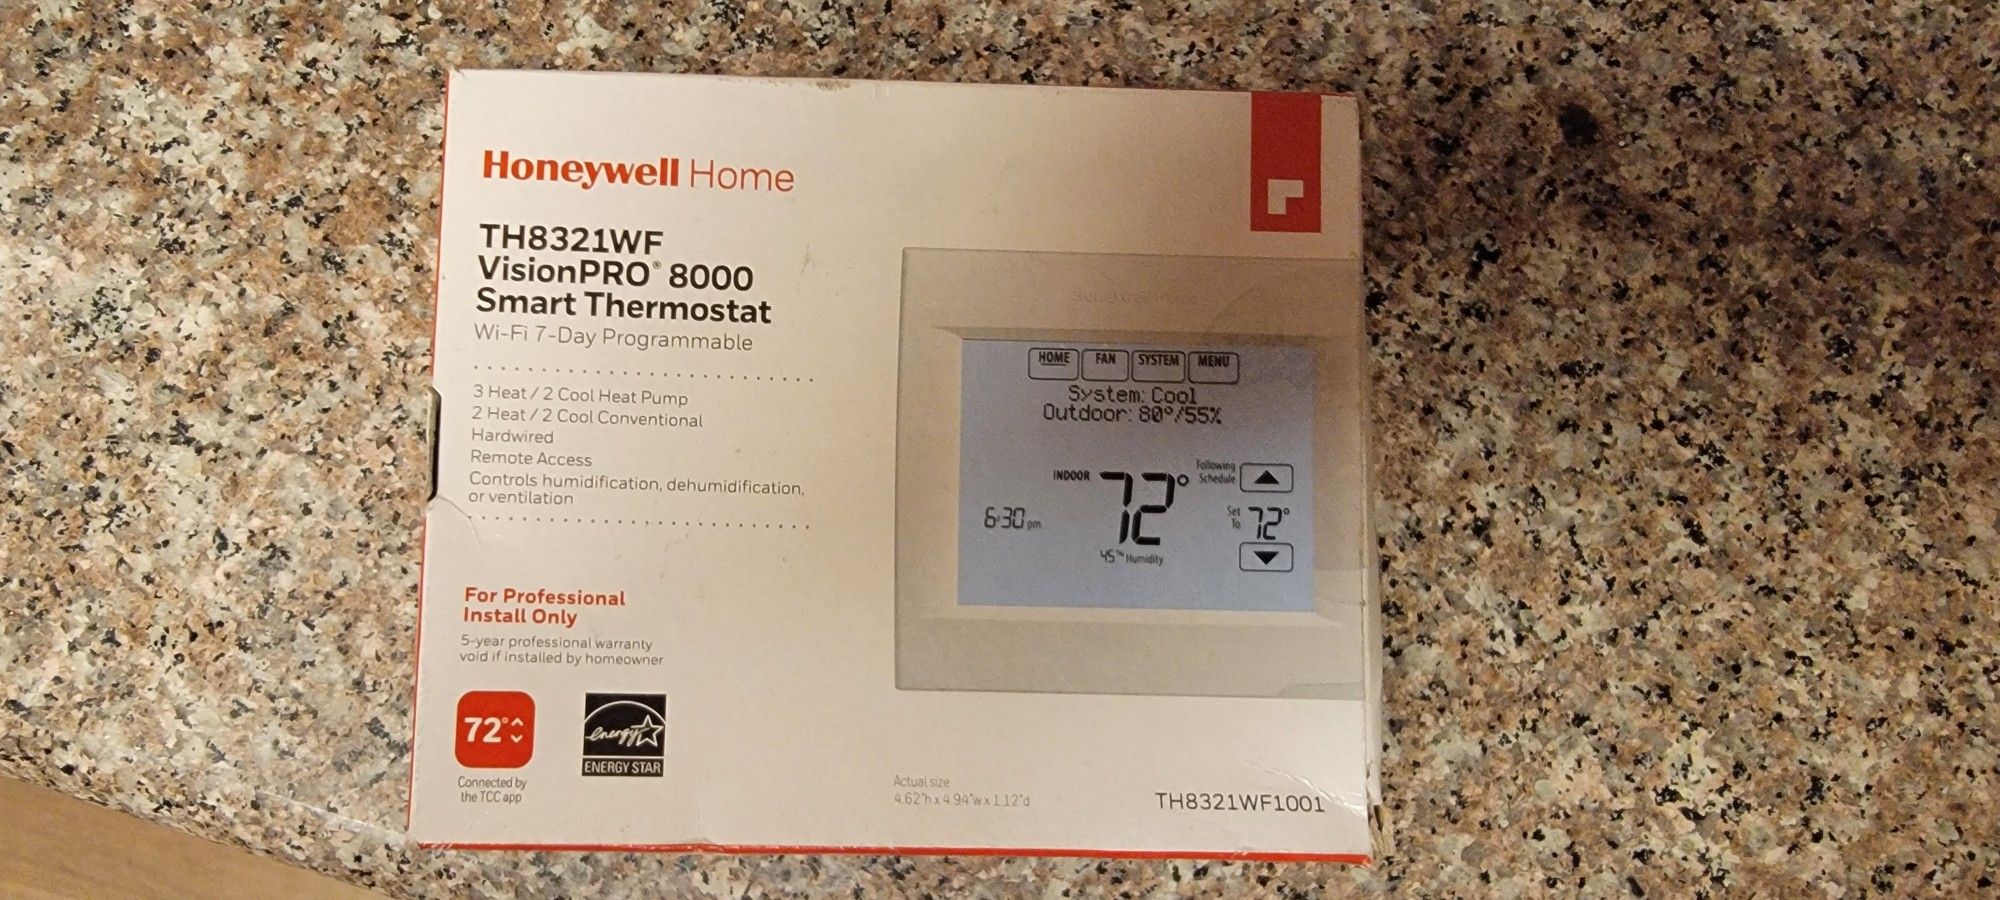 Honeywell Home
TH8321WF
VisionPRO® 8000
Smart Thermostat
Wi-Fi 7-Day Programmable
3 Heat / 2 Cool Heat Pump
2 Heat / 2 Cool Conventional
Hardwired
Remote Access
Controls humidification, dehumidification,
or ventilation
For Professional
Install Only
5-year professional warranty
void if installed by homeowner
72°
Connected by
the TCC app
energy
ENERGY STAR
HOME FAN SYSTEM MENU
System: Cool
Outdoor: 80°/55%
INDOOR 72°
Following
Schedule
6:30 pm
Set
To 72°
45% Humidity
Actual size
4.62"h x 4.94"w x 1.12"d
TH8321WF1001